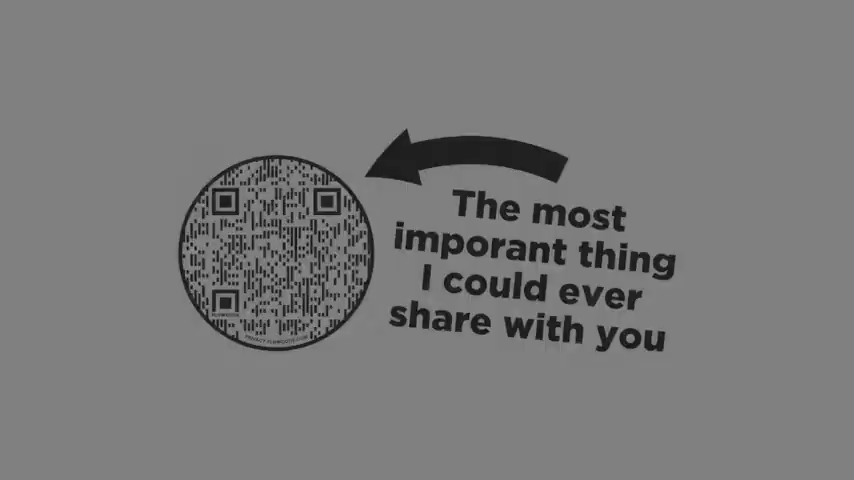 The most
imporant thing
I could ever
share with you